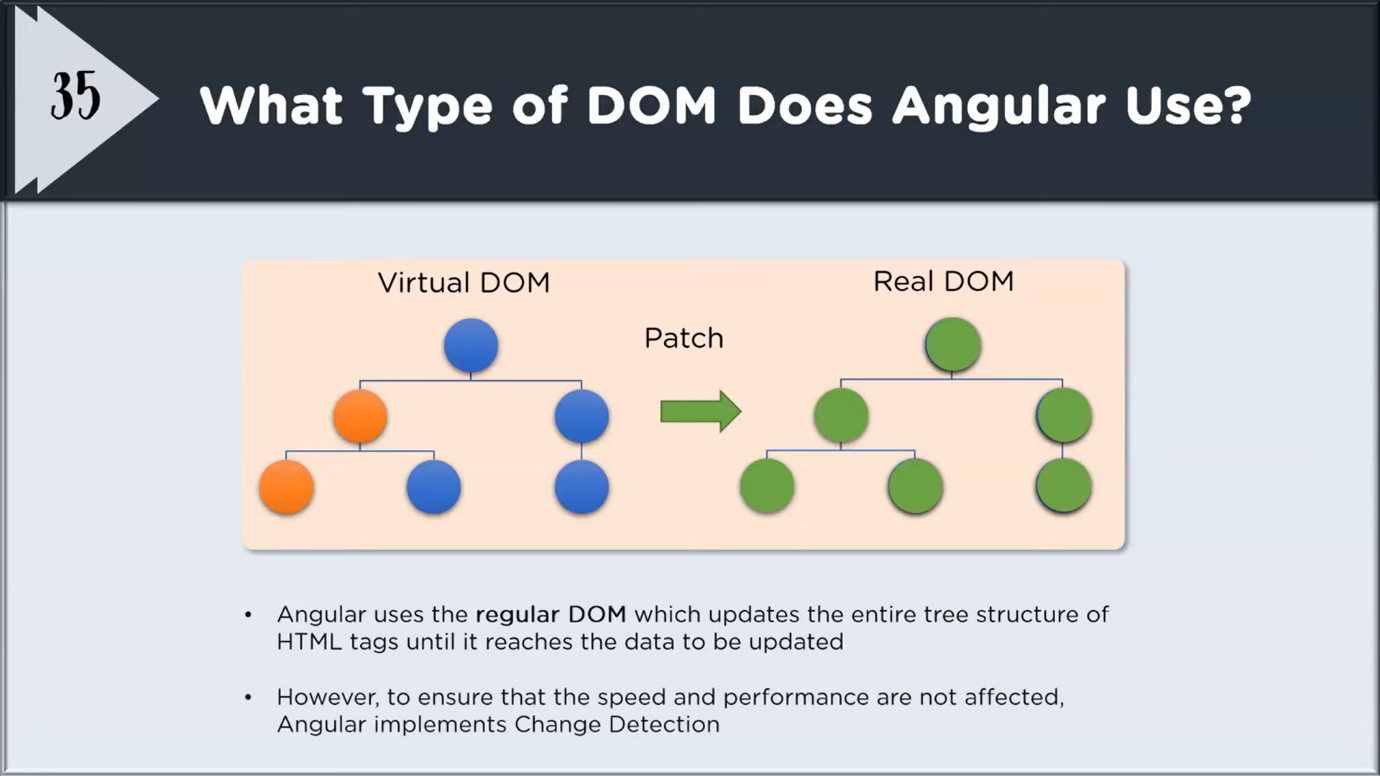 35
What Type of DOM Does Angular Use?
Virtual DOM
Real DOM
Patch
• Angular uses the regular DOM which updates the entire tree structure of
HTML tags until it reaches the data to be updated
• However, to ensure that the speed and performance are not affected,
Angular implements Change Detection